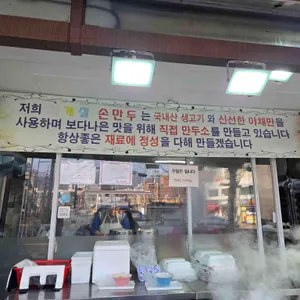 저희 손만두 는 국내산 생고기 와 신선한 야채만을
사용하며 보다나은 맛을 위해 직접 만두소를 만들고 있습니다
항상좋은 재료에 정성을 다해 만들겠습니다